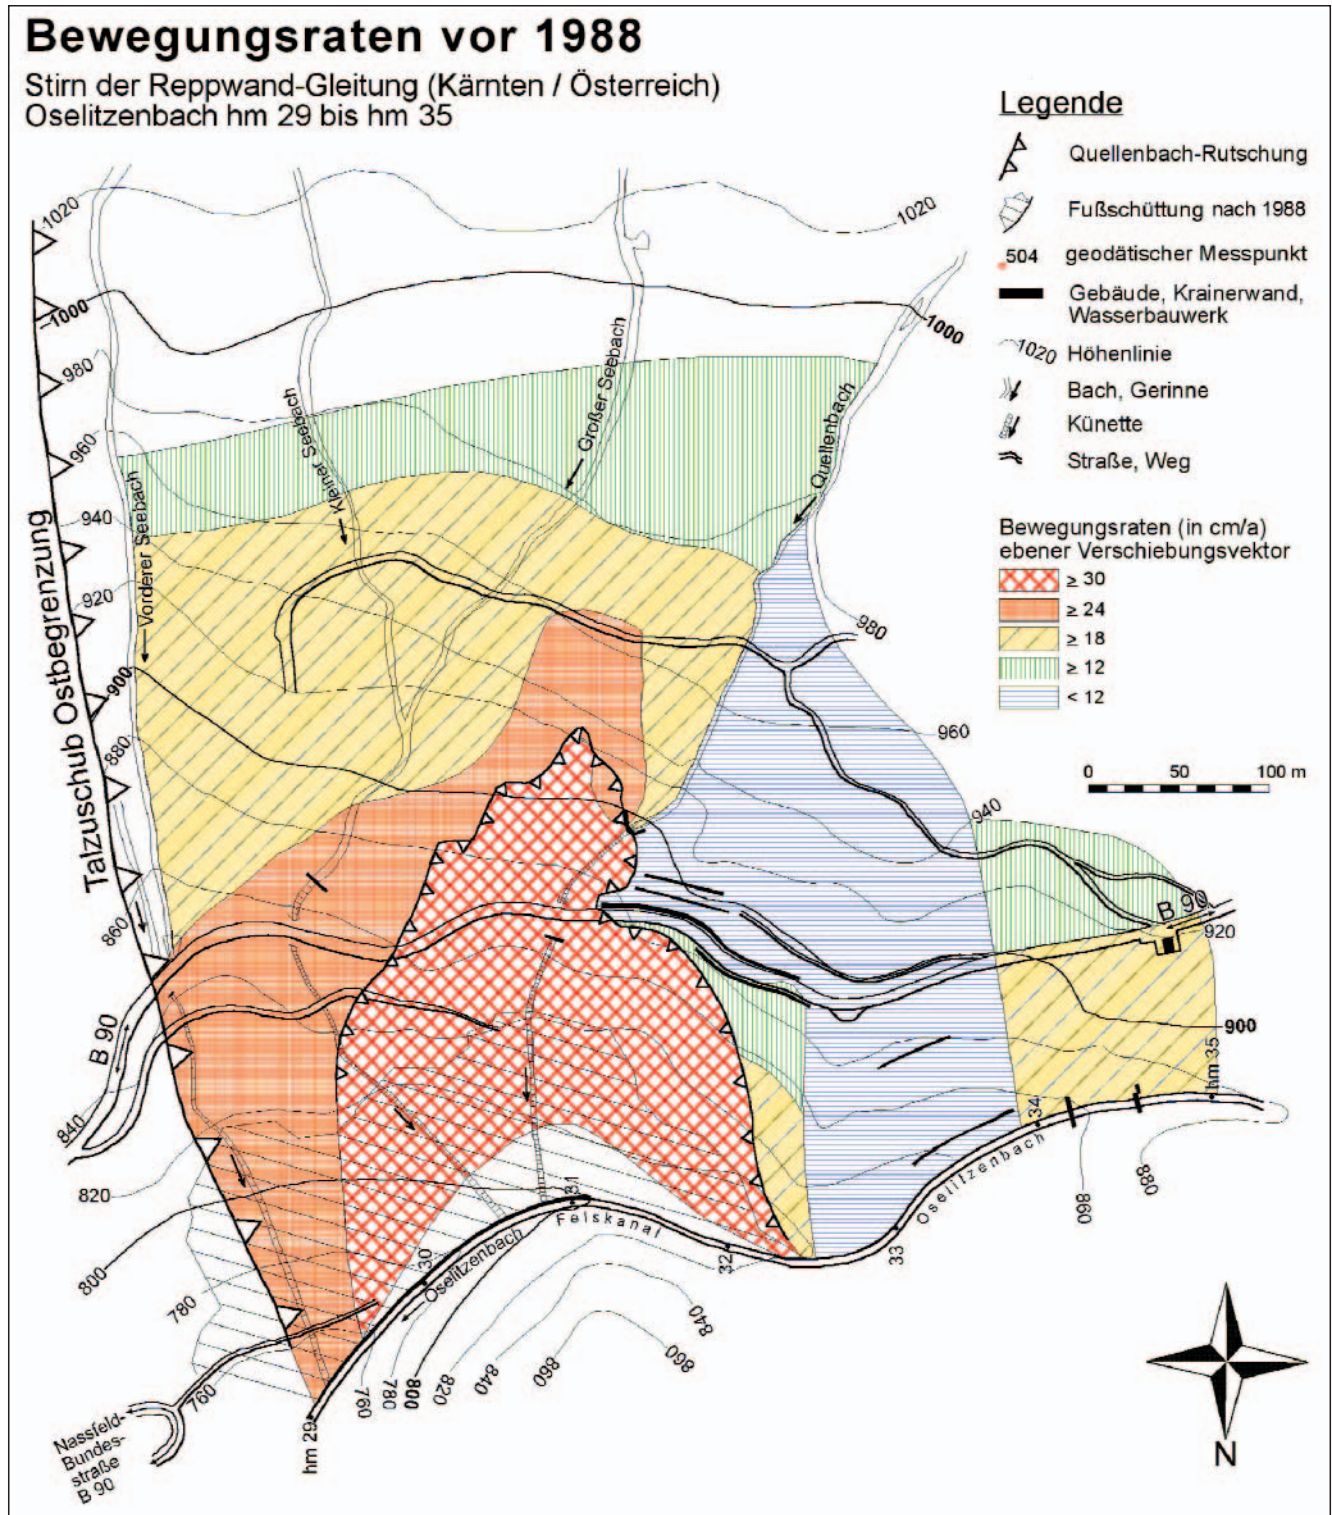 Bewegungsraten vor 1988
Stirn der Reppwand-Gleitung (Kärnten / Österreich)
Oselitzenbach hm 29 bis hm 35
Legende
Quellenbach-Rutschung
Fußschüttung nach 1988
504 geodätischer Messpunkt
Gebäude, Krainerwand,
Wasserbauwerk
1020 Höhenlinie
Bach, Gerinne
Künette
Straße, Weg
Bewegungsraten (in cm/a)
ebener Verschiebungsvektor
≥ 30
≥ 24
≥ 18
≥ 12
< 12
0 50 100 m
1020
1020
1000
1000
980
960
940
920
900
880
860
840
820
800
780
760
Talzuschub Ostbegrenzung
Vorderer Seebach
Kleiner Seebach
Großer Seebach
Quellenbach
980
960
940
B 90
920
900
hm 35
34
Oselitzenbach
860
880
33
32
Felskanal
31
30
Oselitzenbach
B 90
hm 29
760
780
800
820
840
860
840
860
Nassfeld-
Bundes-
straße
B 90
N